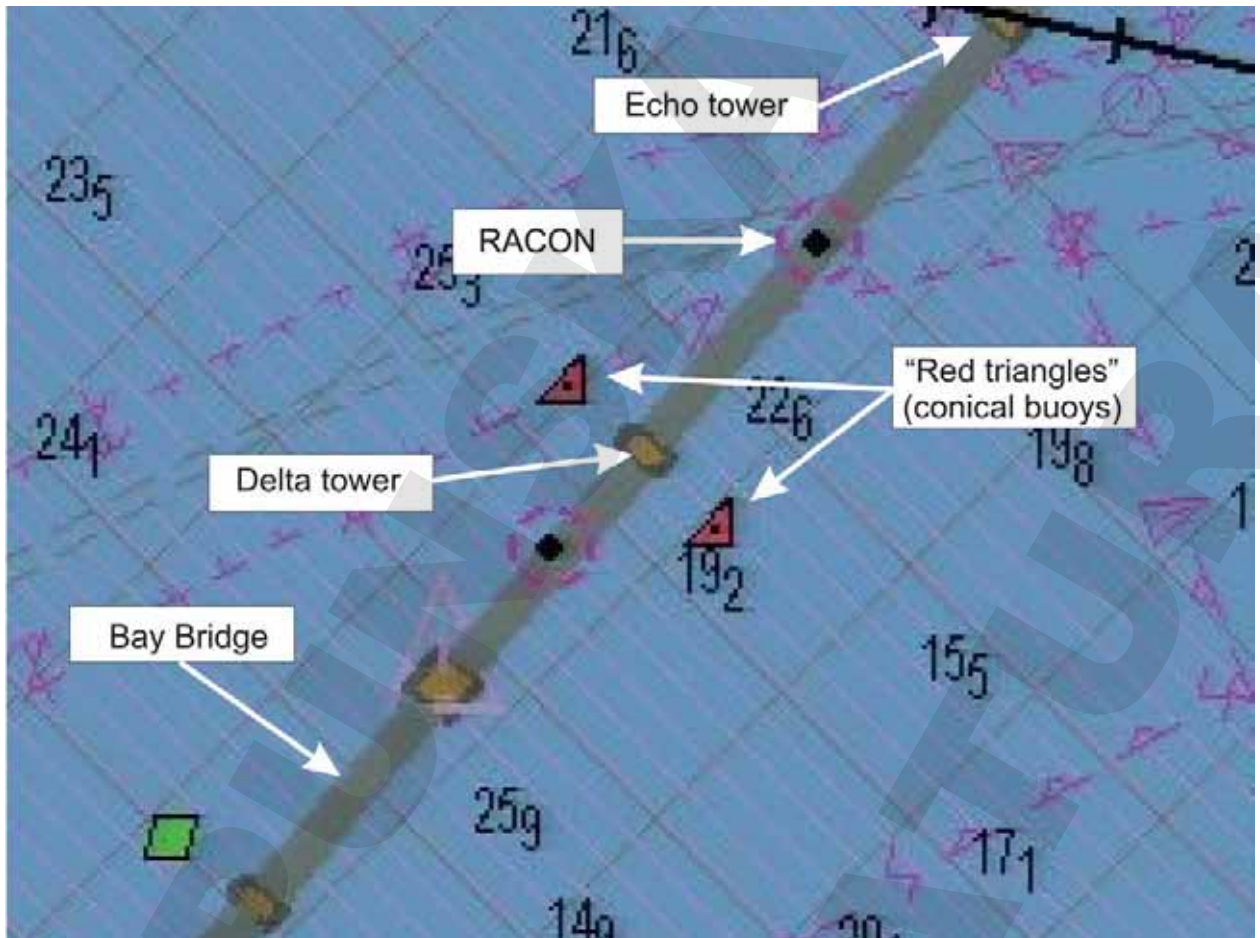 21₆
Echo tower
23₅
RACON
25₃
"Red triangles"
(conical buoys)
22₆
24₁
19₈
Delta tower
19₂
Bay Bridge
15₅
25₉
17₁